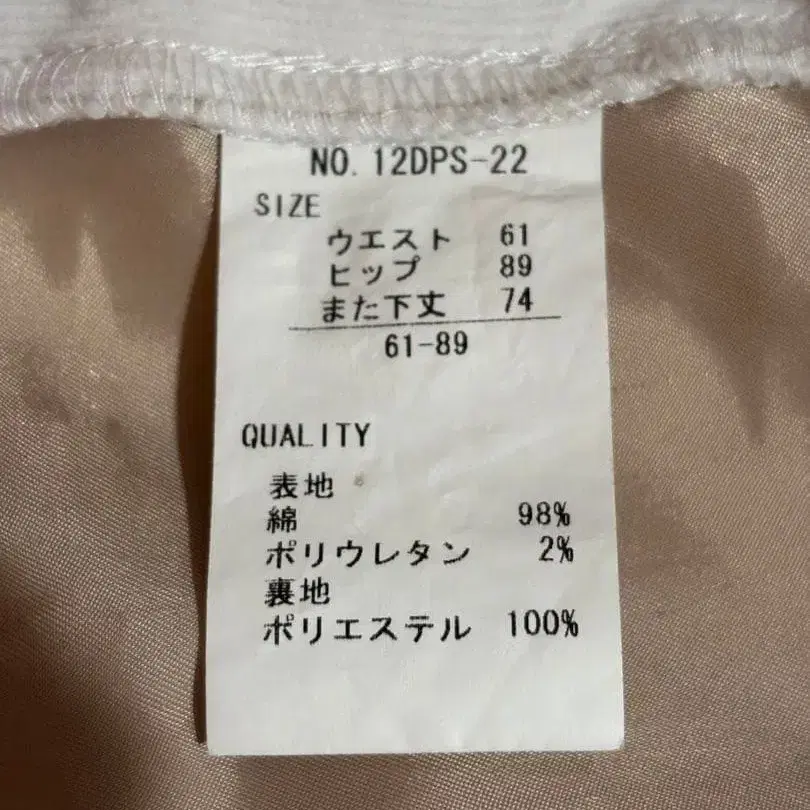 NO. 12DPS-22
SIZE
ウエスト 61
ヒップ 89
また下丈 74
61-89
QUALITY
表地
綿 98%
ポリウレタン 2%
裏地
ポリエステル 100%